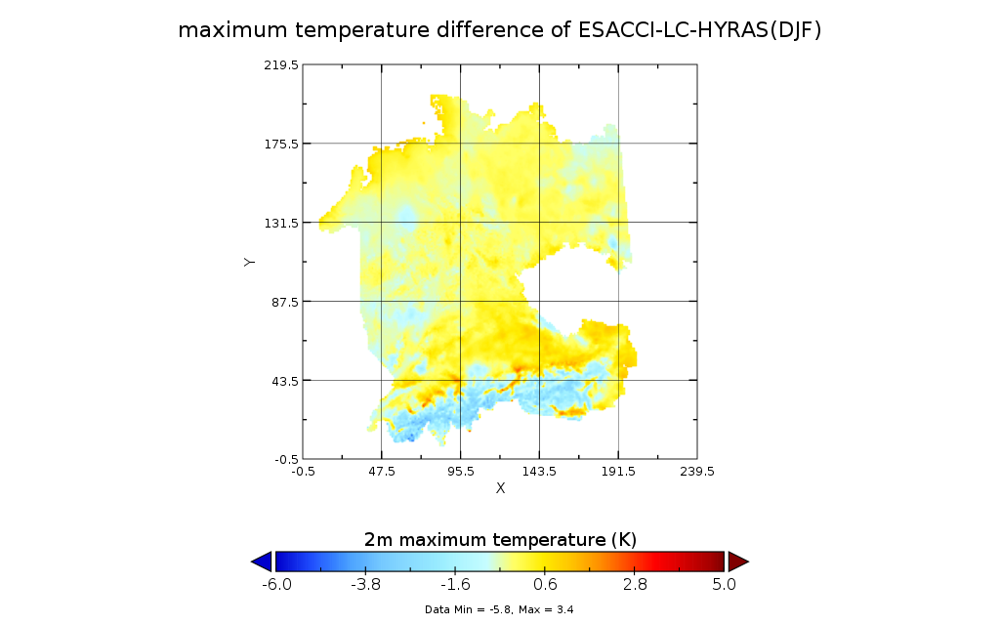 maximum temperature difference of ESACCI-LC-HYRAS(DJF)
219.5
175.5
131.5
Y
87.5
43.5
-0.5
-0.5 47.5 95.5 143.5 191.5 239.5
X
2m maximum temperature (K)
-6.0 -3.8 -1.6 0.6 2.8 5.0
Data Min = -5.8, Max = 3.4